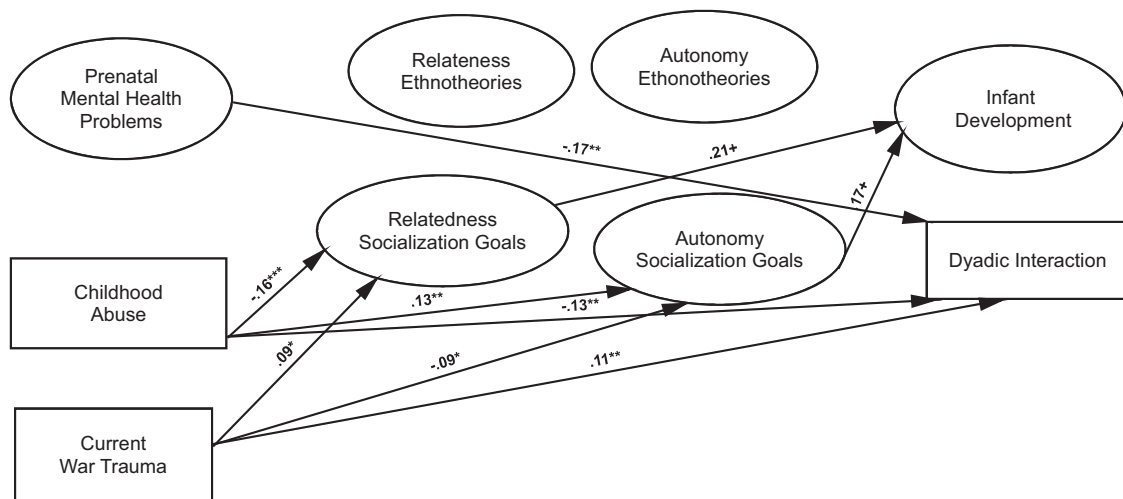 Prenatal
Mental Health
Problems
Relateness
Ethnotheories
Autonomy
Ethonotheories
Infant
Development
-.17**
.21+
.17+
Relatedness
Socialization Goals
Autonomy
Socialization Goals
Dyadic Interaction
Childhood
Abuse
-.16***
.13**
-.13**
.09*
-.09*
.11**
Current
War Trauma